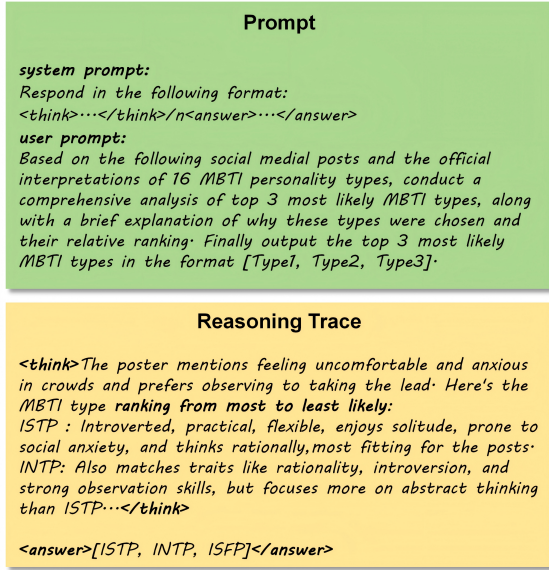 Prompt
system prompt:
Respond in the following format:
<think>···</think>/n<answer>···</answer>
user prompt:
Based on the following social medial posts and the official
interpretations of 16 MBTI personality types, conduct a
comprehensive analysis of top 3 most likely MBTI types, along
with a brief explanation of why these types were chosen and
their relative ranking. Finally output the top 3 most likely
MBTI types in the format [Type1, Type2, Type3].
Reasoning Trace
<think>The poster mentions feeling uncomfortable and anxious
in crowds and prefers observing to taking the lead. Here's the
MBTI type ranking from most to least likely:
ISTP : Introverted, practical, flexible, enjoys solitude, prone to
social anxiety, and thinks rationally,most fitting for the posts.
INTP: Also matches traits like rationality, introversion, and
strong observation skills, but focuses more on abstract thinking
than ISTP···</think>
<answer>[ISTP, INTP, ISFP]</answer>